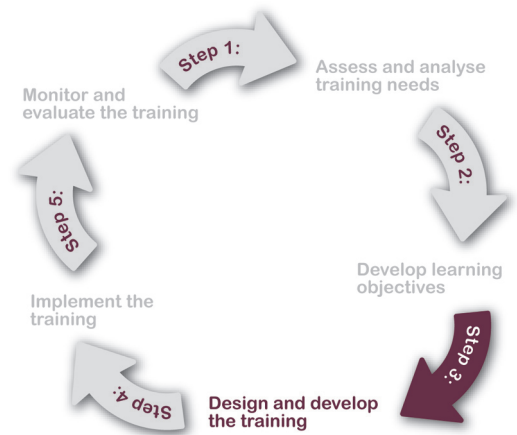 Step 1:
Assess and analyse
training needs
Step 2:
Develop learning
objectives
Step 3:
Design and develop
the training
Step 4:
Implement the
training
Step 5:
Monitor and
evaluate the training